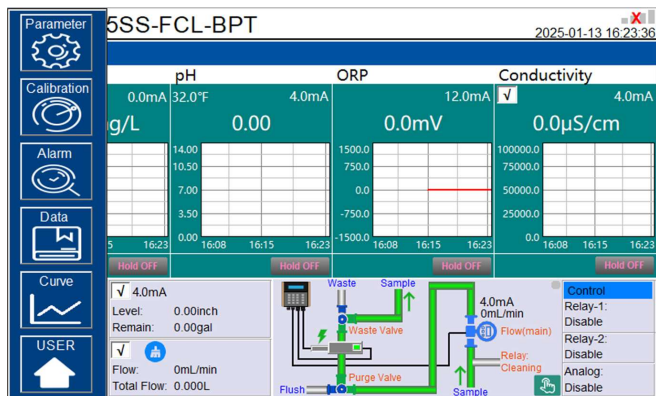 Parameter
5SS-FCL-BPT
2025-01-13 16:23:36
pH
ORP
Conductivity
Calibration
0.0mA
32.0°F
4.0mA
12.0mA
√
4.0mA
g/L
0.00
0.0mV
0.0µS/cm
Alarm
14.00
10.50
7.00
3.50
0.00
1500.0
750.0
0.0
-750.0
-1500.0
100000.0
75000.0
50000.0
25000.0
0.0
Data
16:23
16:08
16:15
16:23
16:08
16:15
16:23
16:08
16:15
16:23
Hold OFF
Hold OFF
Hold OFF
Hold OFF
Curve
USER
√ 4.0mA
Level: 0.00inch
Remain: 0.00gal
√
Flow: 0mL/min
Total Flow: 0.000L
Waste
Sample
4.0mA
0mL/min
Waste Valve
Flow(main)
Relay:
Cleaning
Purge Valve
Flush
Sample
Control
Relay-1:
Disable
Relay-2:
Disable
Analog:
Disable